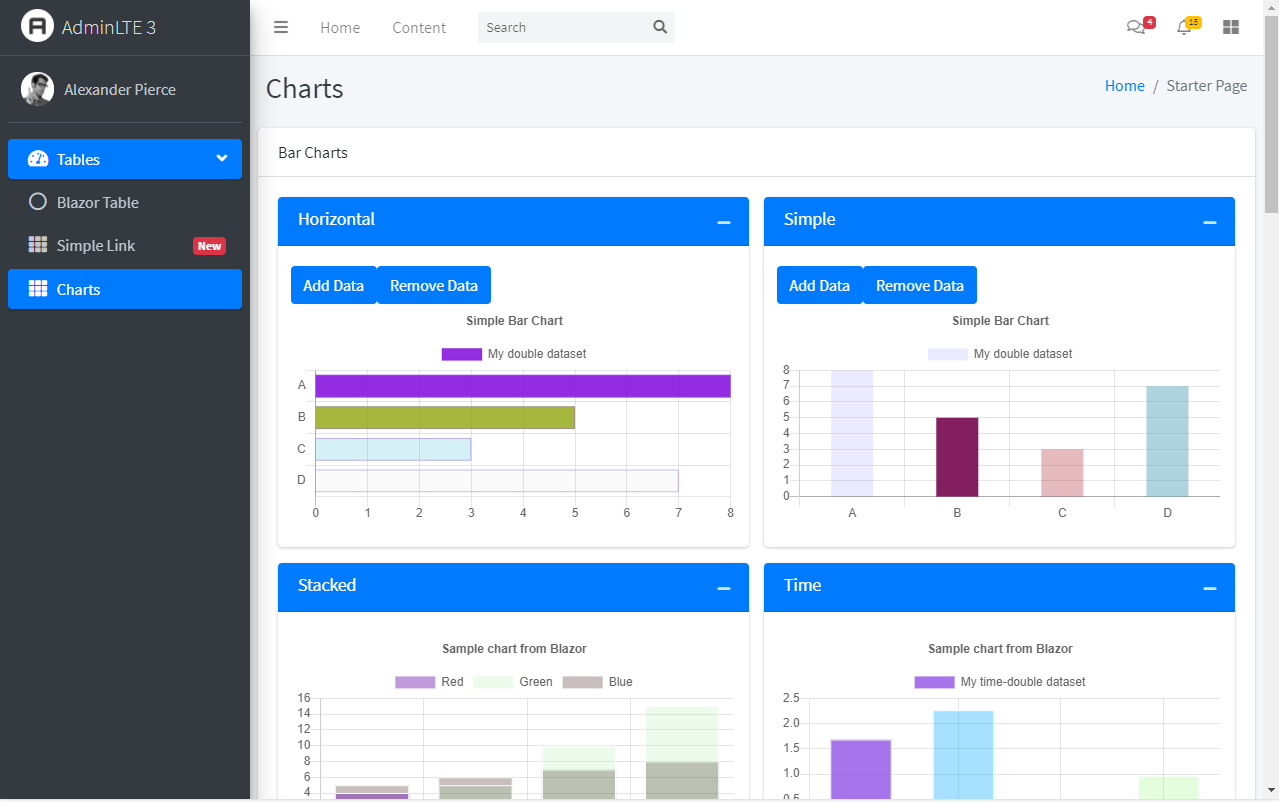 AdminLTE 3
Alexander Pierce
Tables
Blazor Table
Simple Link New
Charts
Home Content Search 4 15
Charts
Home / Starter Page
Bar Charts
Horizontal
Add Data Remove Data
Simple Bar Chart
My double dataset
A
B
C
D
0 1 2 3 4 5 6 7 8
Simple
Add Data Remove Data
Simple Bar Chart
My double dataset
8
7
6
5
4
3
2
1
0
A B C D
Stacked
Sample chart from Blazor
Red Green Blue
16
14
12
10
8
6
4
Time
Sample chart from Blazor
My time-double dataset
2.5
2.0
1.5
1.0
0.5